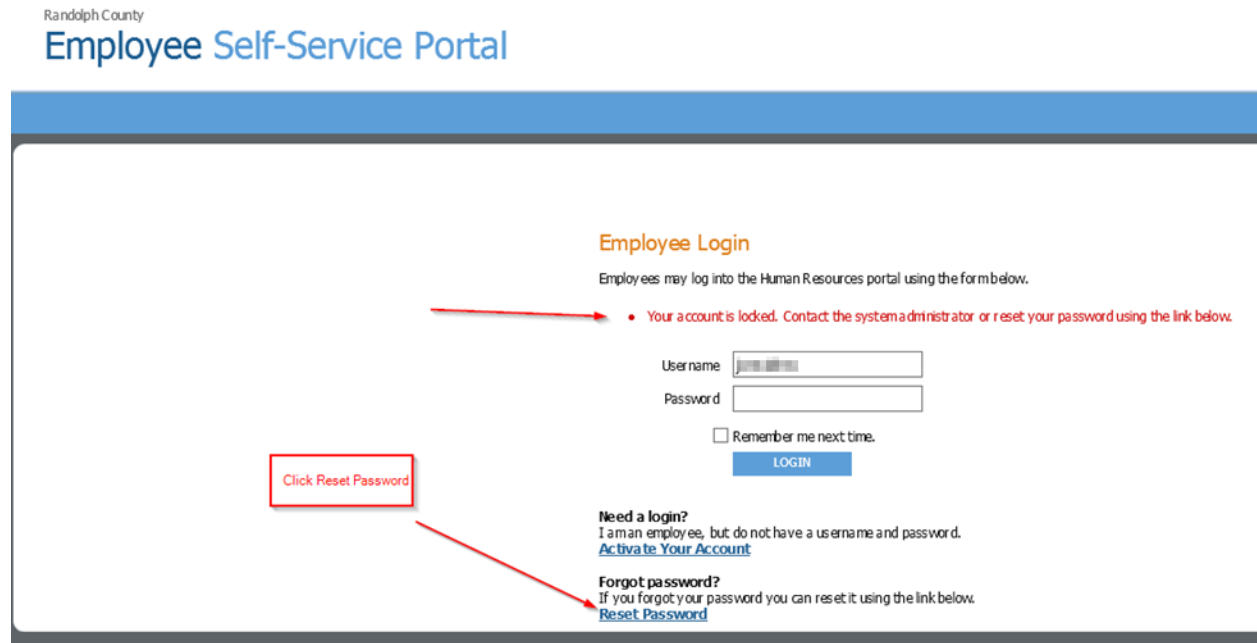 Randolph County
Employee Self-Service Portal
Employee Login
Employees may log into the Human Resources portal using the form below.
Your account is locked. Contact the system administrator or reset your password using the link below.
Username
Password
Remember me next time.
LOGIN
Click Reset Password
Need a login?
I am an employee, but do not have a username and password.
Activate Your Account
Forgot password?
If you forgot your password you can reset it using the link below.
Reset Password